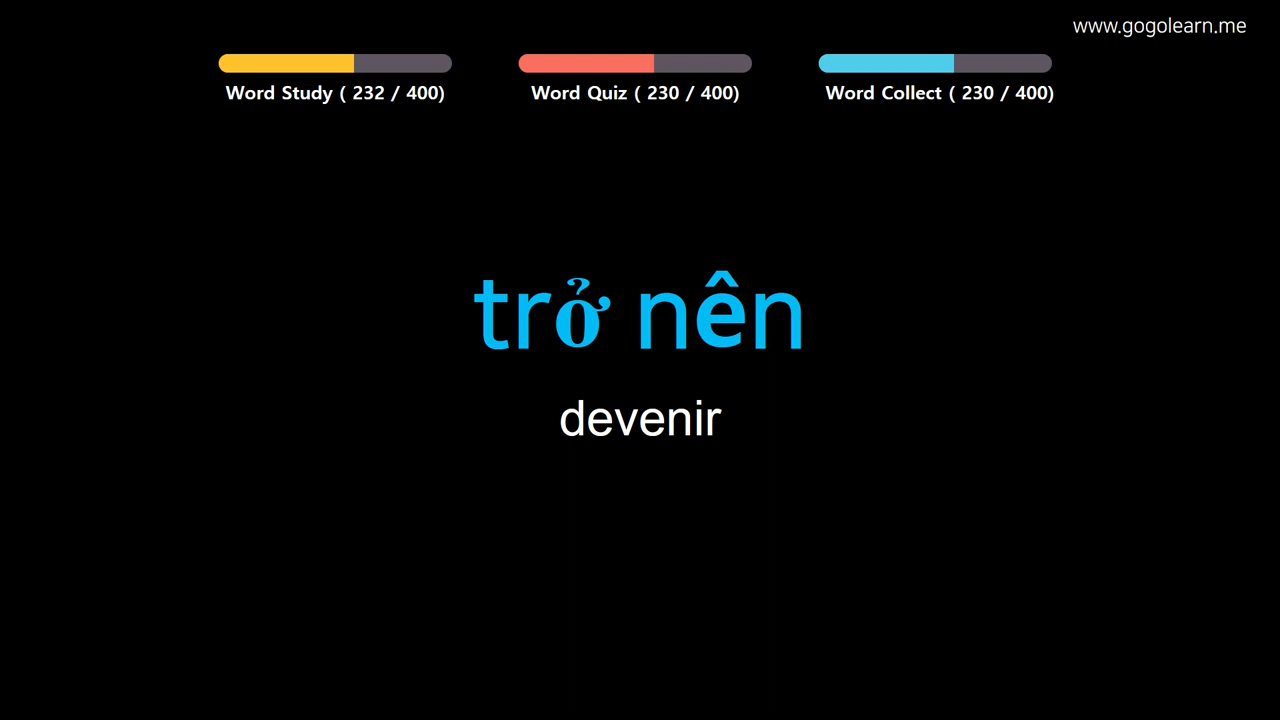 www.gogolearn.me
Word Study ( 232 / 400)
Word Quiz ( 230 / 400)
Word Collect ( 230 / 400)
trở nên
devenir